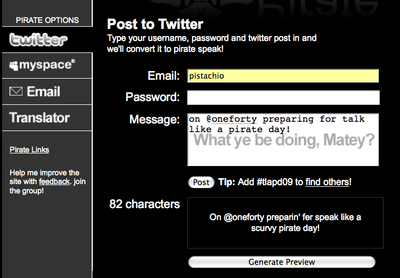 PIRATE OPTIONS
twitter
myspace
Email
Translator
Pirate Links
Help me improve
the site with feedback. join
the group!
Post to Twitter
Type your username, password and twitter post in and
we'll convert it to pirate speak!
Email: pistachio
Password:
Message: on @oneforty preparing for talk
like a pirate day!
What ye be doing, Matey?
Post Tip: Add #tlapd09 to find others!
82 characters
On @oneforty preparin' fer speak like a
scurvy pirate day!
Generate Preview